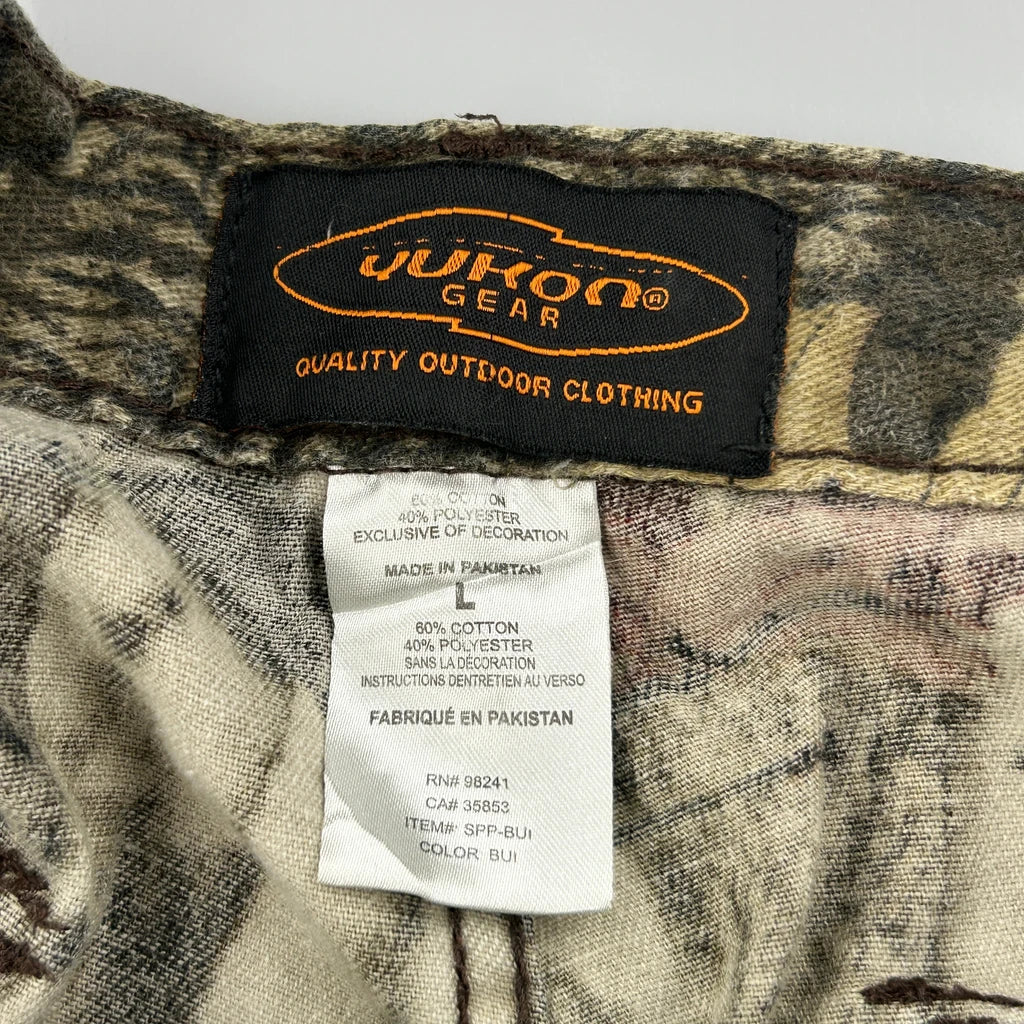 YUKON®
GEAR
QUALITY OUTDOOR CLOTHING
60% COTTON
40% POLYESTER
EXCLUSIVE OF DECORATION
MADE IN PAKISTAN
L
60% COTTON
40% POLYESTER
SANS LA DÉCORATION
INSTRUCTIONS DENTRETIEN AU VERSO
FABRIQUÉ EN PAKISTAN
RN# 98241
CA# 35853
ITEM# SPP-BUI
COLOR BUI